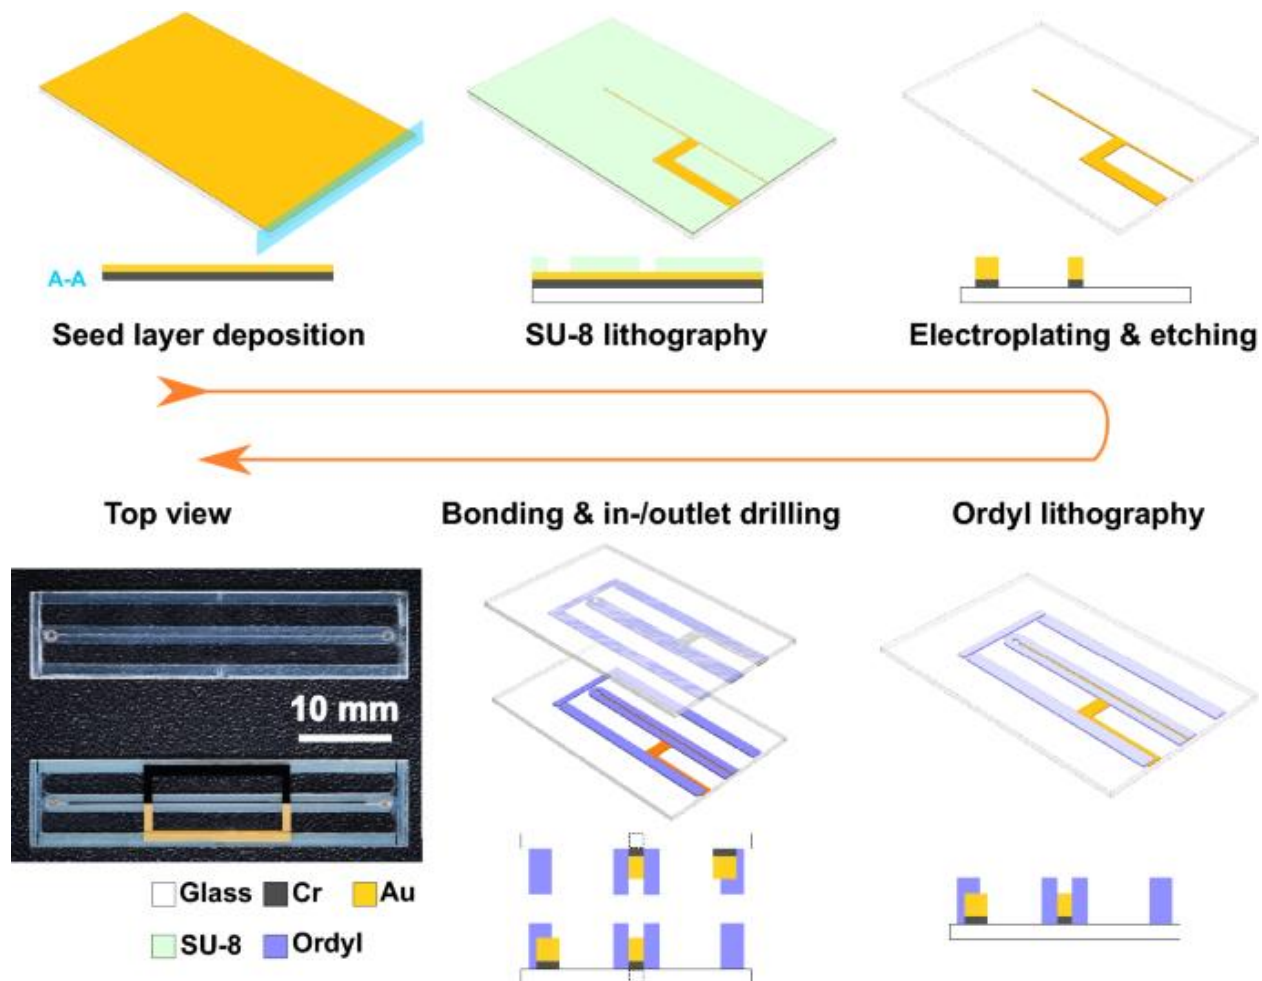 A-A
Seed layer deposition
SU-8 lithography
Electroplating & etching
Top view
Bonding & in-/outlet drilling
Ordyl lithography
10 mm
Glass
Cr
Au
SU-8
Ordyl